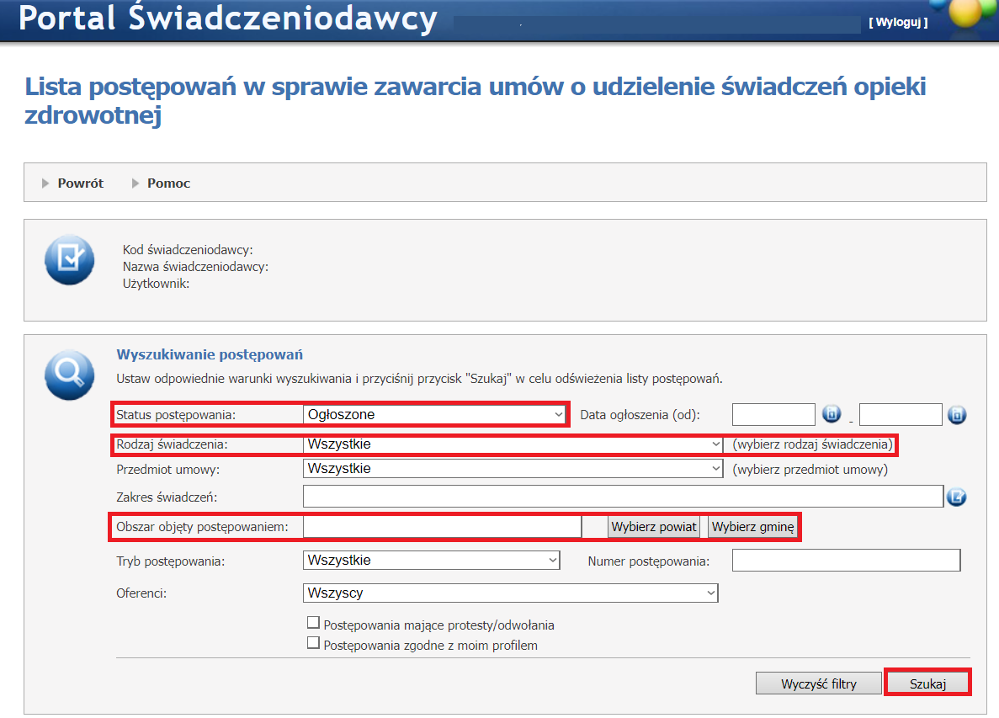 Portal Świadczeniodawcy
[ Wyloguj ]
Lista postępowań w sprawie zawarcia umów o udzielenie świadczeń opieki
zdrowotnej
Powrót Pomoc
Kod świadczeniodawcy:
Nazwa świadczeniodawcy:
Użytkownik:
Wyszukiwanie postępowań
Ustaw odpowiednie warunki wyszukiwania i przyciśnij przycisk "Szukaj" w celu odświeżenia listy postępowań.
Status postępowania: Ogłoszone Data ogłoszenia (od): -
Rodzaj świadczenia: Wszystkie (wybierz rodzaj świadczenia)
Przedmiot umowy: Wszystkie (wybierz przedmiot umowy)
Zakres świadczeń:
Obszar objęty postępowaniem: Wybierz powiat Wybierz gminę
Tryb postępowania: Wszystkie Numer postępowania:
Oferenci: Wszyscy
Postępowania mające protesty/odwołania
Postępowania zgodne z moim profilem
Wyczyść filtry Szukaj